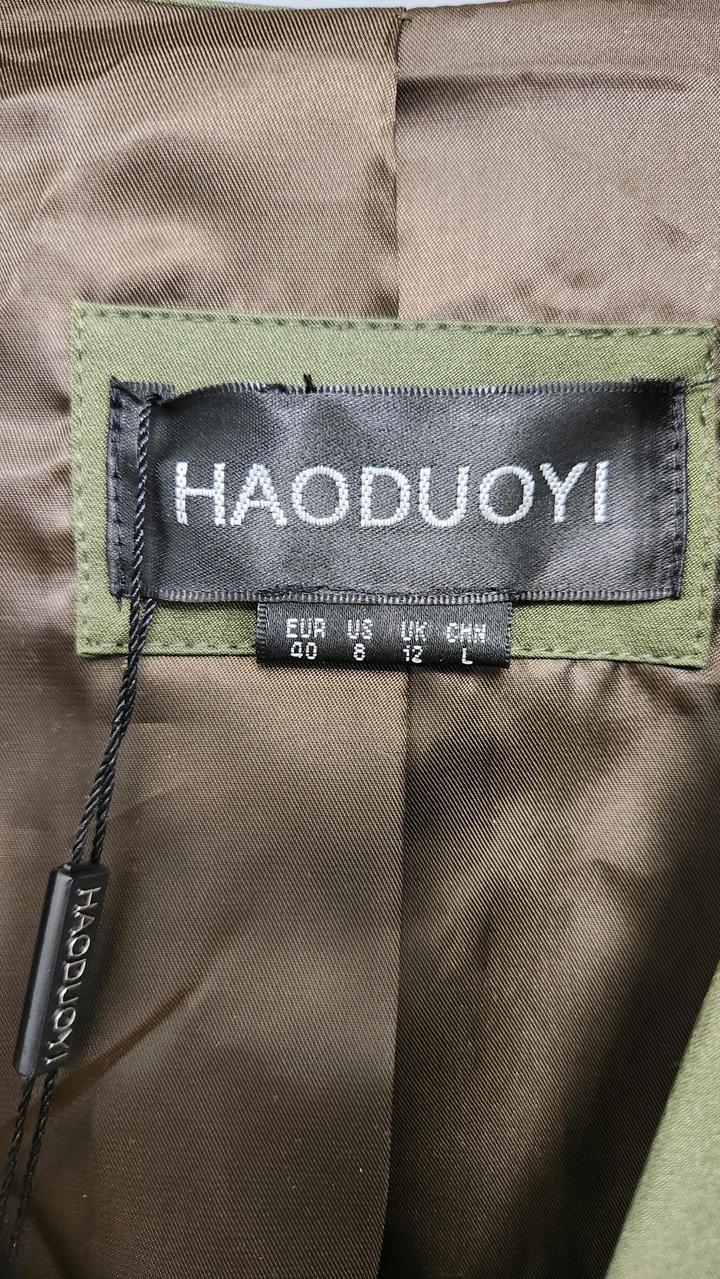 HAODUOYI
EUR US UK CHN
40 8 12 L
HAODUOYI